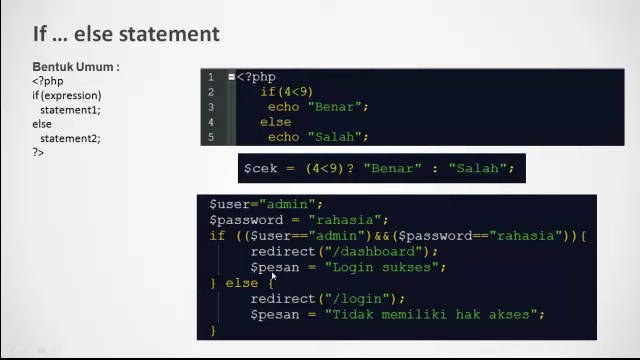 If ... else statement
Bentuk Umum :
<?php
if (expression)
statement1;
else
statement2;
?>
1 <?php
2 if(4<9)
3 echo "Benar";
4 else
5 echo "Salah";
$cek = (4<9)? "Benar" : "Salah";
$user="admin";
$password = "rahasia";
if (($user=="admin")&&($password=="rahasia")){
redirect("/dashboard");
$pesan = "Login sukses";
} else {
redirect("/login");
$pesan = "Tidak memiliki hak akses";
}